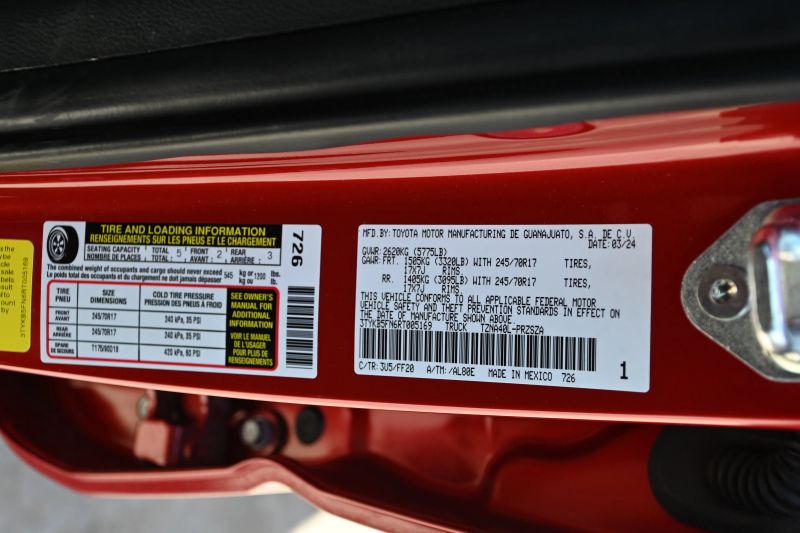 sale
3TYKB5FN6RT005169
TIRE AND LOADING INFORMATION
RENSEIGNEMENTS SUR LES PNEUS ET LE CHARGEMENT
SEATING CAPACITY TOTAL 5 FRONT 2 REAR 3
NOMBRE DE PLACES TOTAL AVANT ARRIÈRE
The combined weight of occupants and cargo should never exceed 545 kg or 1200 lbs.
Le poids total des occupants et du chargement ne doit jamais dépasser 545 kg ou 1200 lb.
TIRE PNEU SIZE DIMENSIONS COLD TIRE PRESSURE PRESSION DES PNEUS À FROID
FRONT AVANT 245/70R17 240 kPa, 35 PSI
REAR ARRIÈRE 245/70R17 240 kPa, 35 PSI
SPARE DE SECOURS T175/90D18 420 kPa, 60 PSI
SEE OWNER'S
MANUAL FOR
ADDITIONAL
INFORMATION
VOIR LE MANUEL
DE L'USAGER
POUR PLUS DE
RENSEIGNEMENTS
726
MFD.BY: TOYOTA MOTOR MANUFACTURING DE GUANAJUATO, S.A. DE C.V.
DATE: 03/24
GVWR: 2620KG (5775LB)
GAWR: FRT. 1505KG (3320LB) WITH 245/70R17 TIRES,
17X7J RIMS
RR. 1405KG (3095LB) WITH 245/70R17 TIRES,
17X7J RIMS
THIS VEHICLE CONFORMS TO ALL APPLICABLE FEDERAL MOTOR
VEHICLE SAFETY AND THEFT PREVENTION STANDARDS IN EFFECT ON
THE DATE OF MANUFACTURE SHOWN ABOVE.
3TYKB5FN6RT005169 TRUCK TZNA40L-PRZSZA
C/TR: 3U5/FF20 A/TM: /AL80E MADE IN MEXICO 726 1